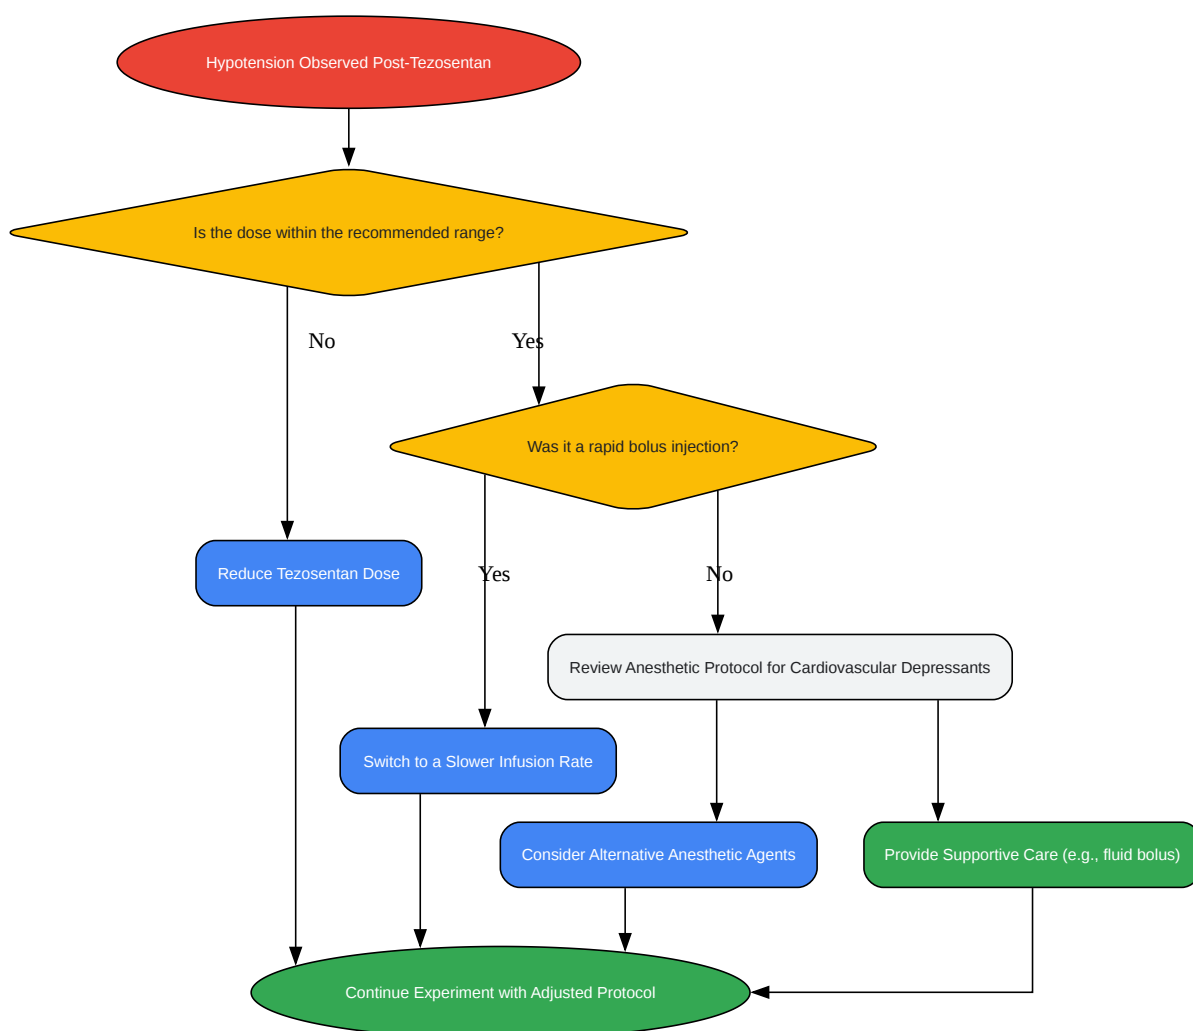 Hypotension Observed Post-Tezosentan
Is the dose within the recommended range?
No
Yes
Was it a rapid bolus injection?
Reduce Tezosentan Dose
Yes
No
Review Anesthetic Protocol for Cardiovascular Depressants
Switch to a Slower Infusion Rate
Consider Alternative Anesthetic Agents
Provide Supportive Care (e.g., fluid bolus)
Continue Experiment with Adjusted Protocol